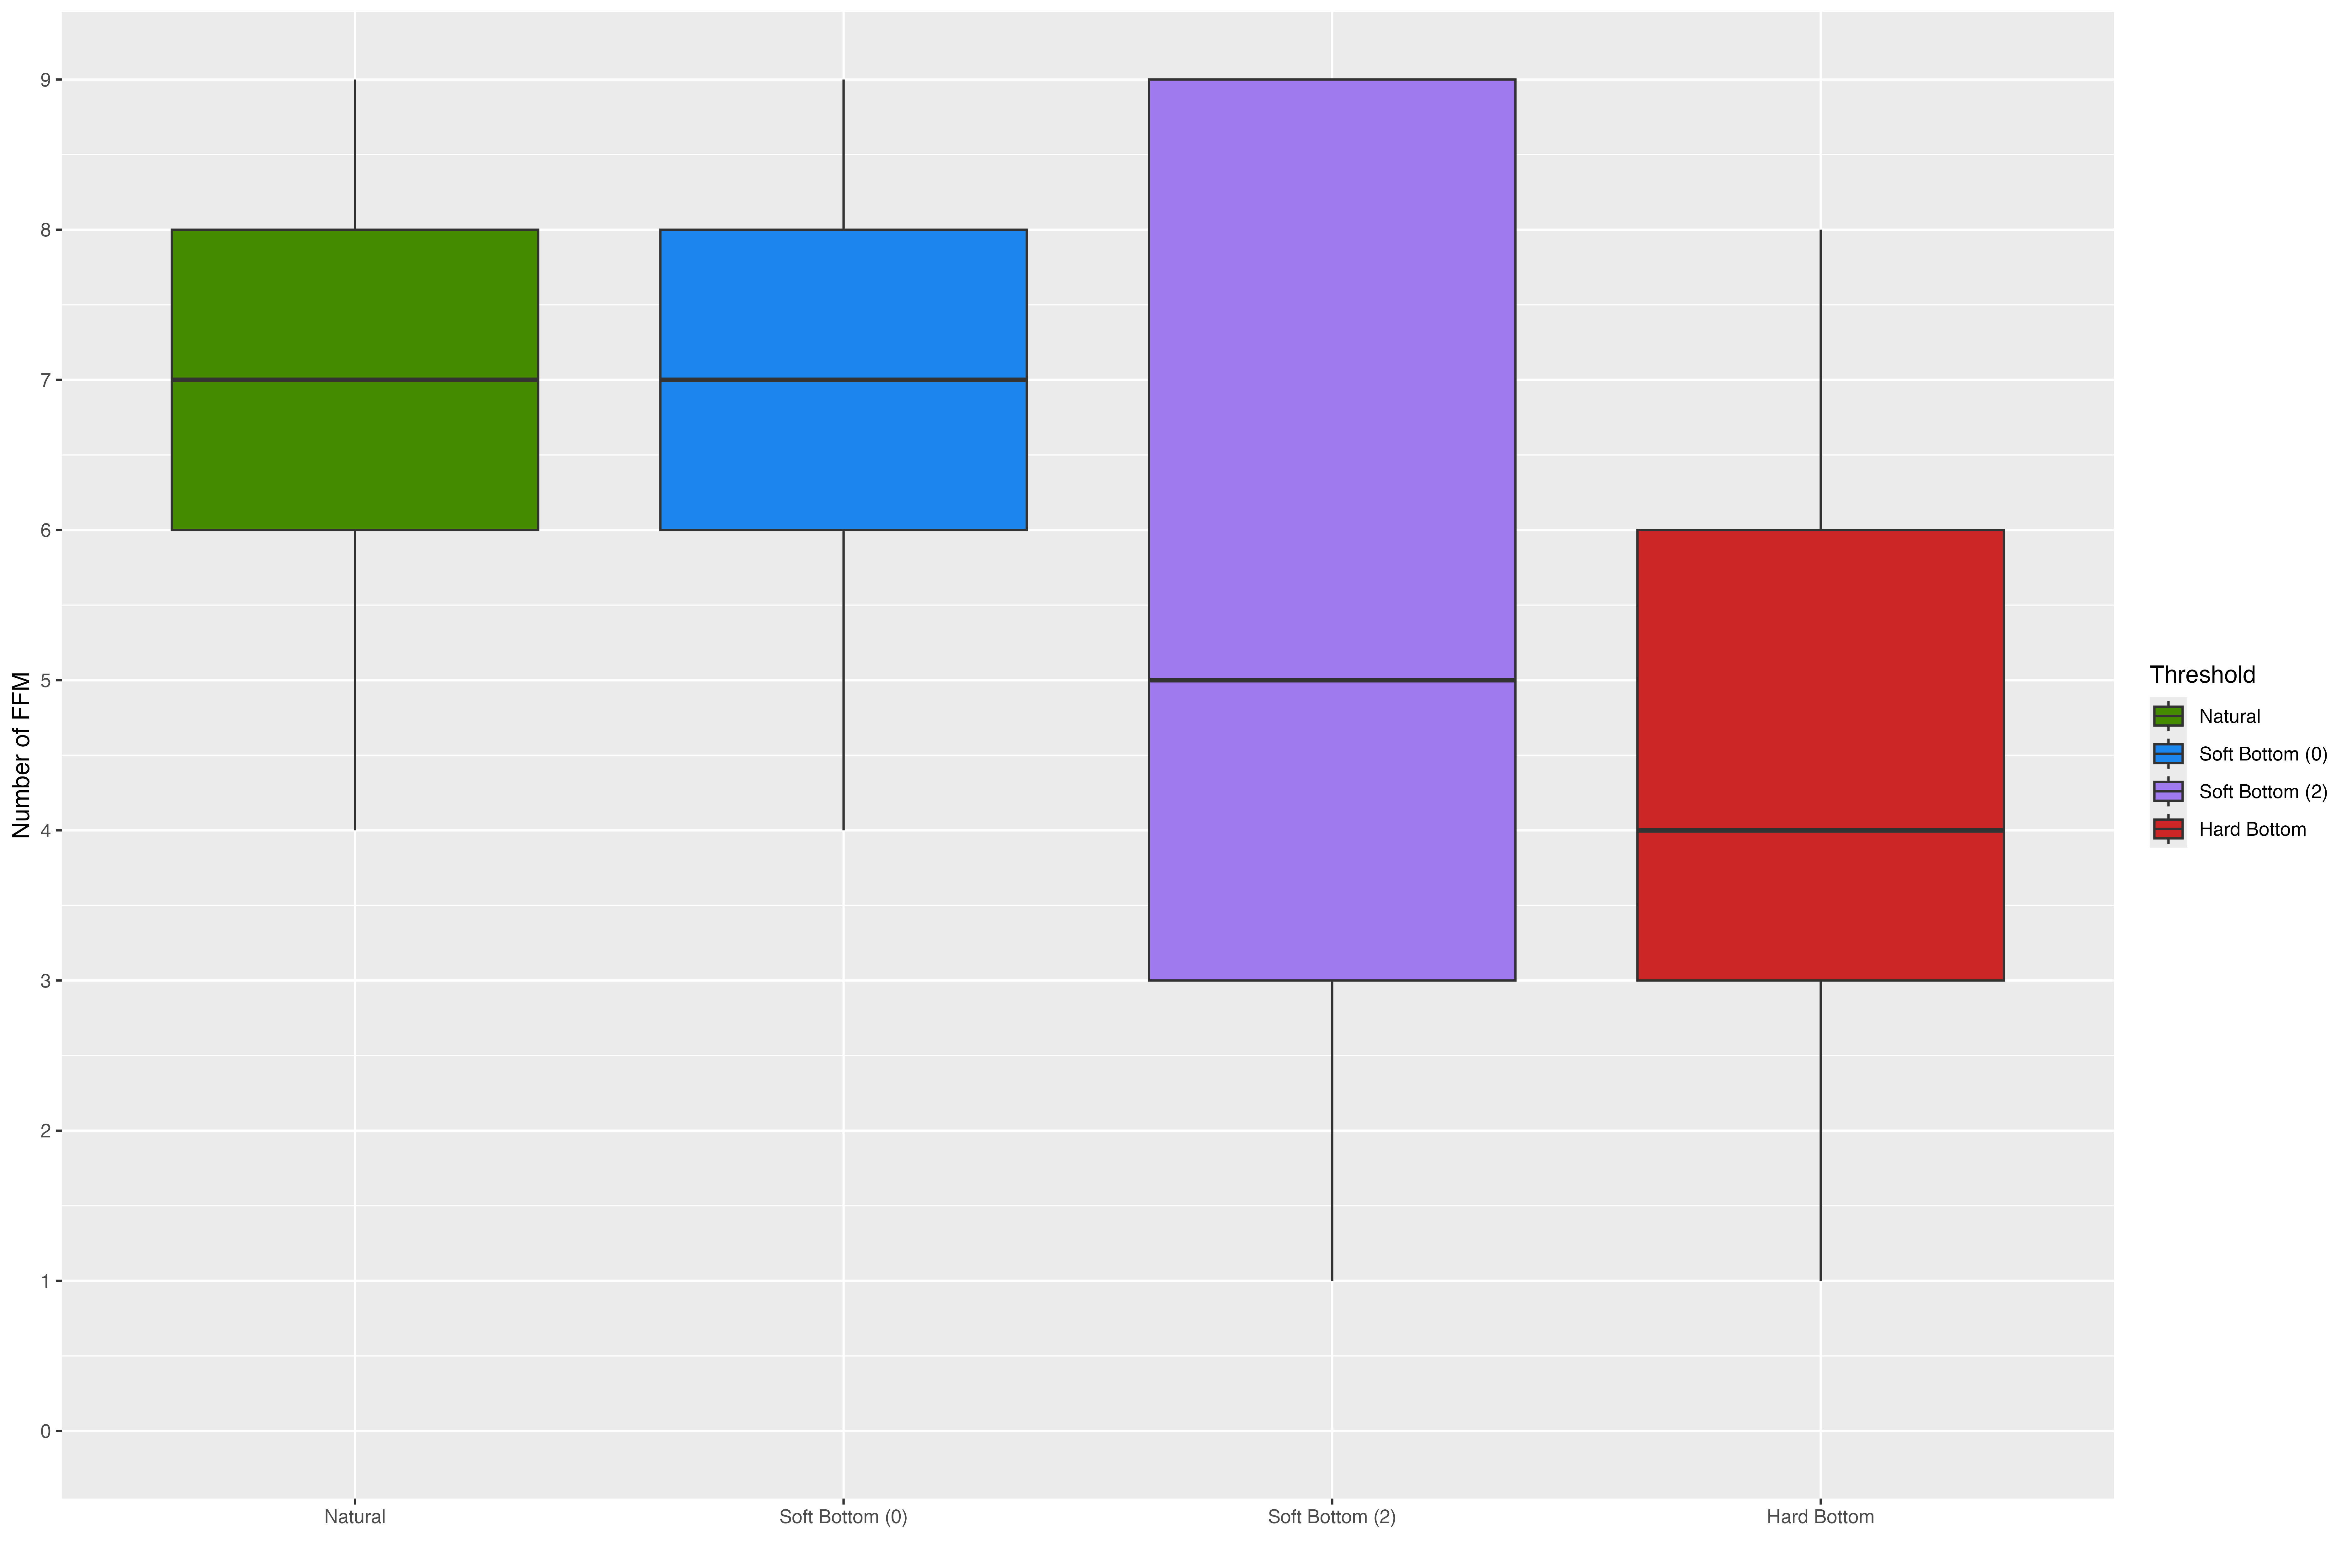 Number of FFM
9
8
7
6
5
4
3
2
1
0
Natural
Soft Bottom (0)
Soft Bottom (2)
Hard Bottom
Threshold
Natural
Soft Bottom (0)
Soft Bottom (2)
Hard Bottom